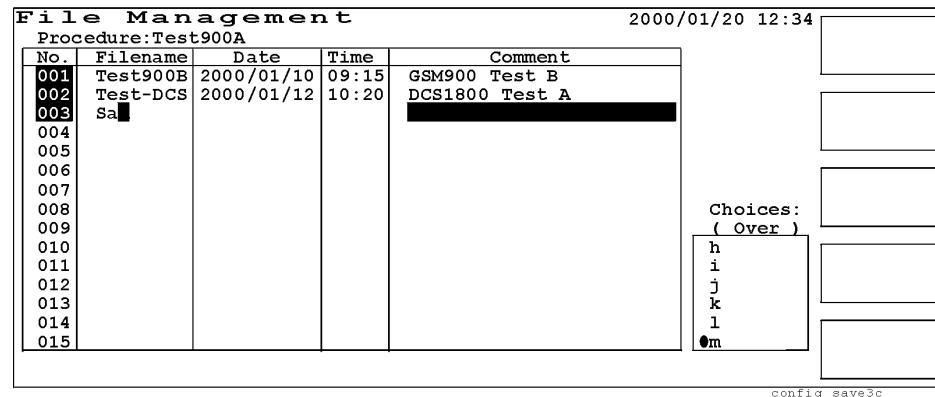 File Management 2000/01/20 12:34
Procedure:Test900A
No. Filename Date Time Comment
001 Test900B 2000/01/10 09:15 GSM900 Test B
002 Test-DCS 2000/01/12 10:20 DCS1800 Test A
003 Sa
004
005
006
007
008 Choices:
009 ( Over )
010 h
011 i
012 j
013 k
014 l
015 m
config save3c